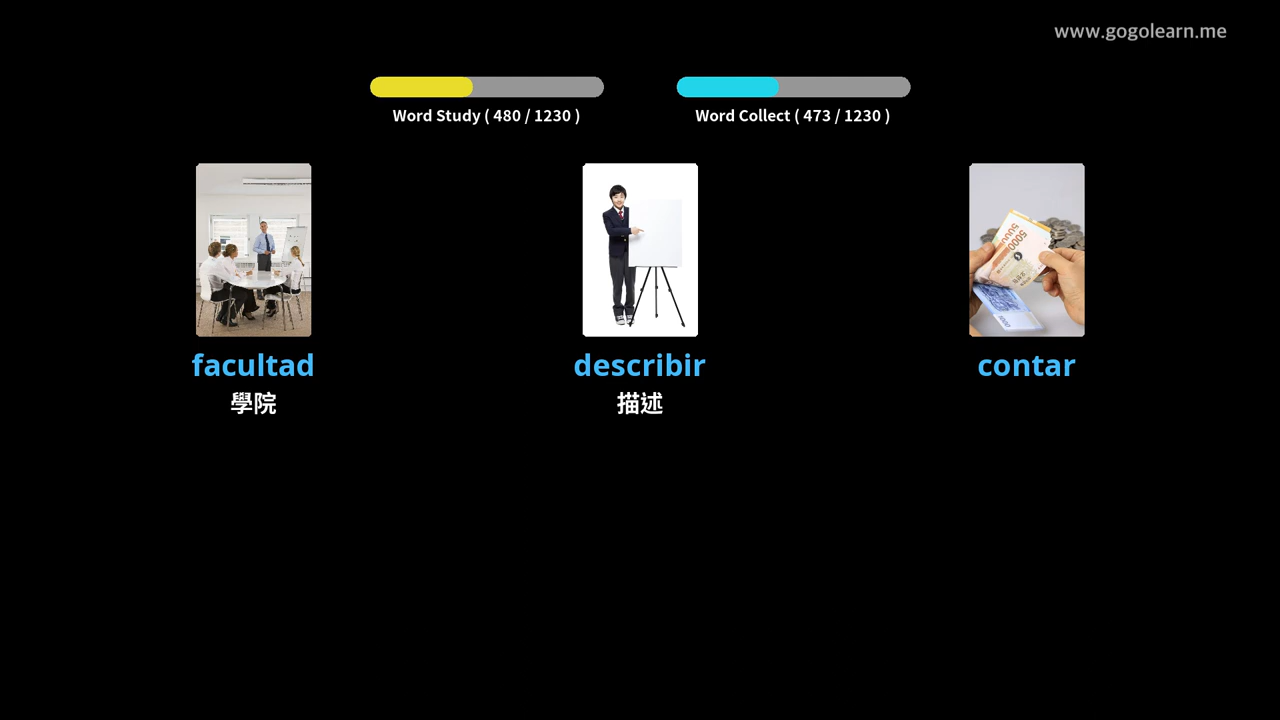 www.gogolearn.me
Word Study ( 480 / 1230 )
Word Collect ( 473 / 1230 )
facultad
describir
contar
學院
描述